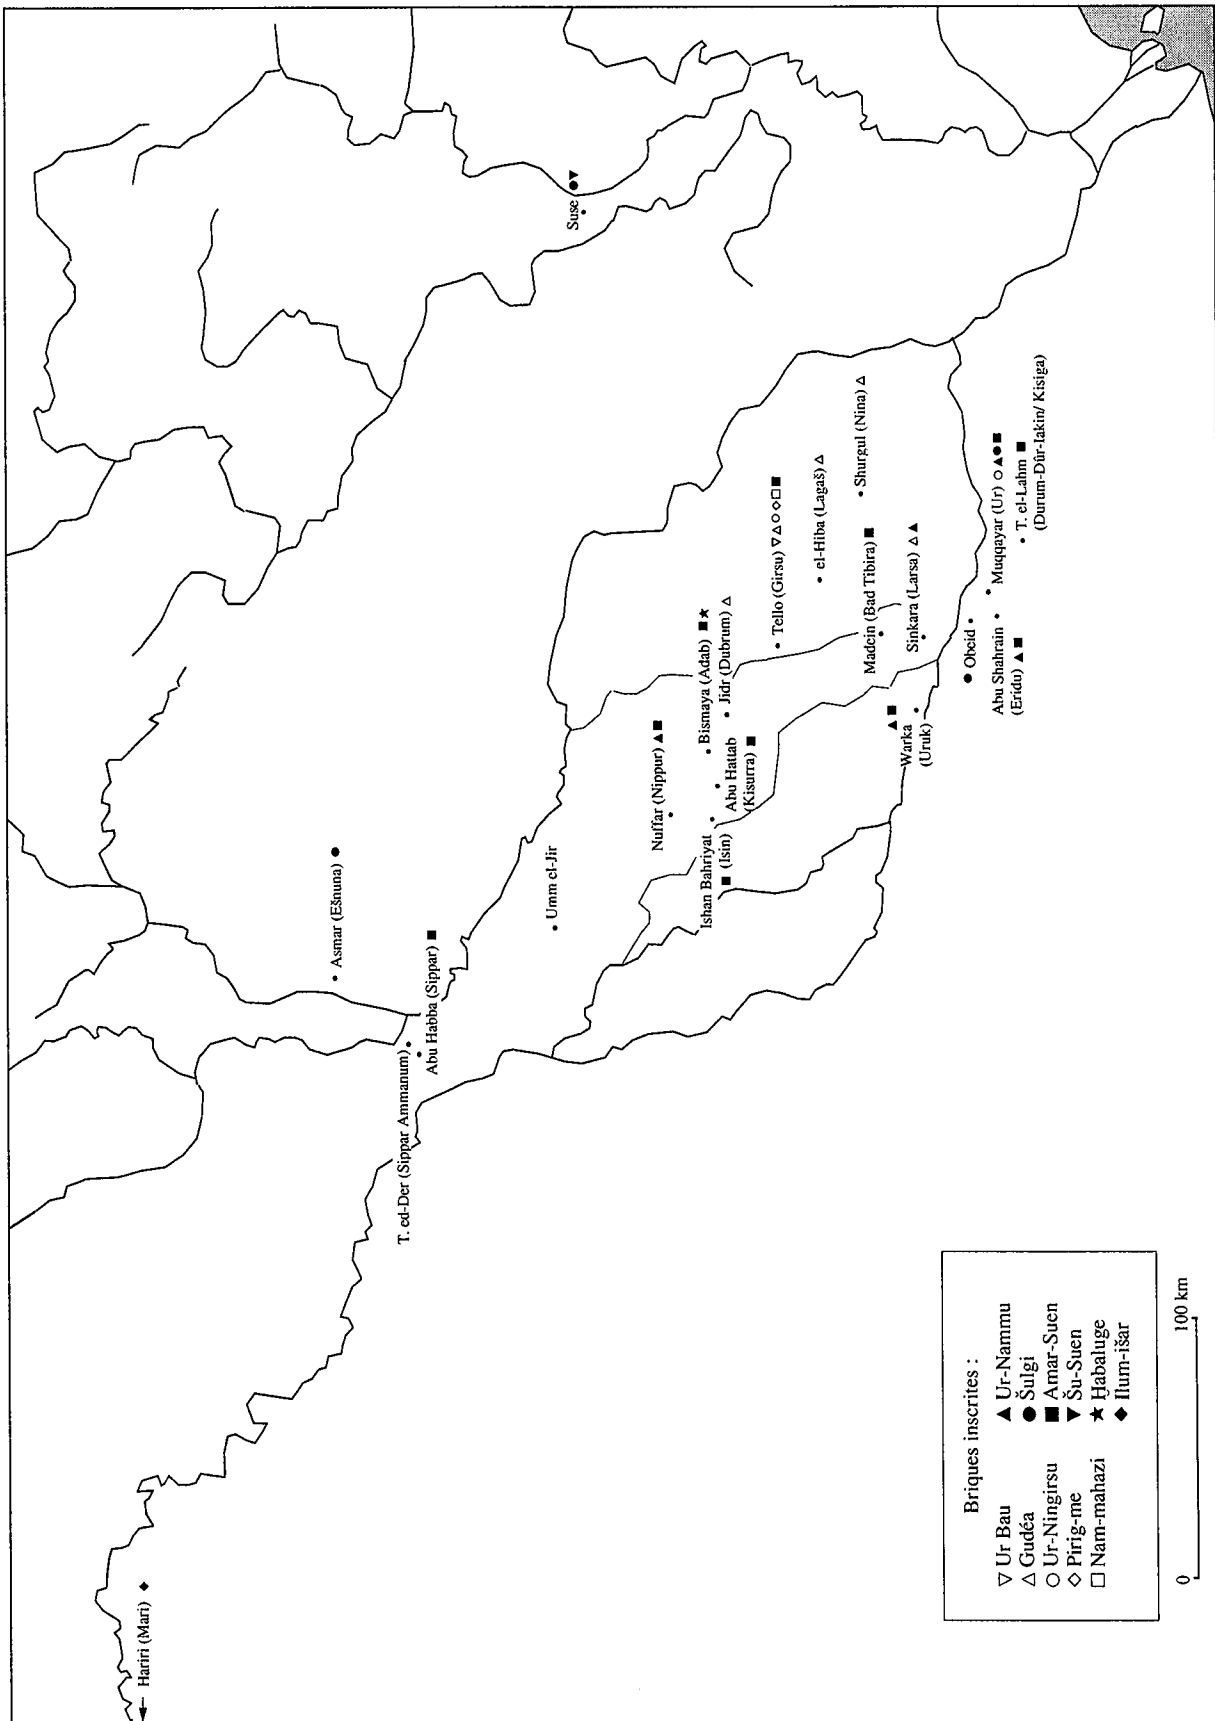 Hariri (Mari) ◆
T. ed-Der (Sippar Ammanum)
Abu Habba (Sippar) ■
Asmar (Ešnuna) ●
Umm el-Jir
Nuffar (Nippur) ▲■
Ishan Bahriyat
■ (Isin)
Abu Hattab
(Kisurra) ■
Bismaya (Adab) ■★
Jidr (Dubrum) △
Tello (Girsu) ▽△○◇□■
el-Hiba (Lagaš) △
Shurgul (Nina) △
Madein (Bad Tibira) ■
Sinkara (Larsa) △▲
▲■
Warka
(Uruk)
● Obeid
Abu Shahrain
(Eridu) ▲■
Muqqayar (Ur) ○▲●■
T. el-Lahm ■
(Durum-Dûr-Iakin/ Kisiga)
Suse ●▼
Briques inscrites :
▽ Ur Bau
△ Gudéa
○ Ur-Ningirsu
◇ Pirig-me
□ Nam-mahazi
▲ Ur-Nammu
● Šulgi
■ Amar-Suen
▼ Šu-Suen
★ Ḫabaluge
◆ Ilum-išar
0 100 km